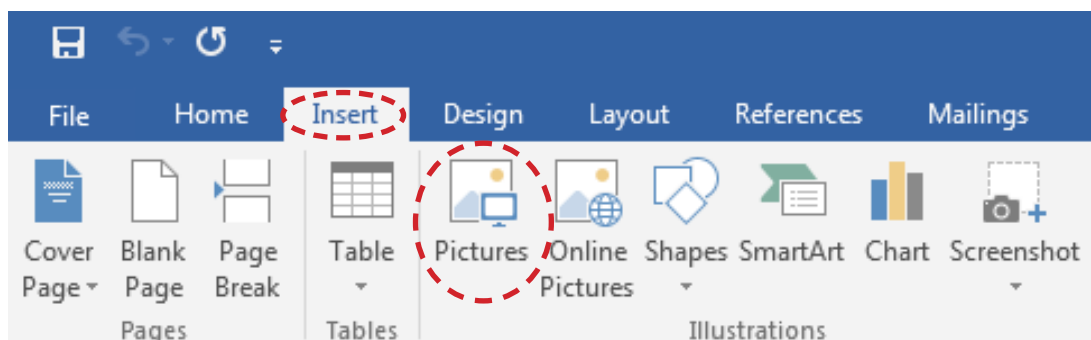 File Home Insert Design Layout References Mailings
Cover Blank Page Table Pictures Online Shapes SmartArt Chart Screenshot
Page Page Break Pictures
Pages Tables Illustrations